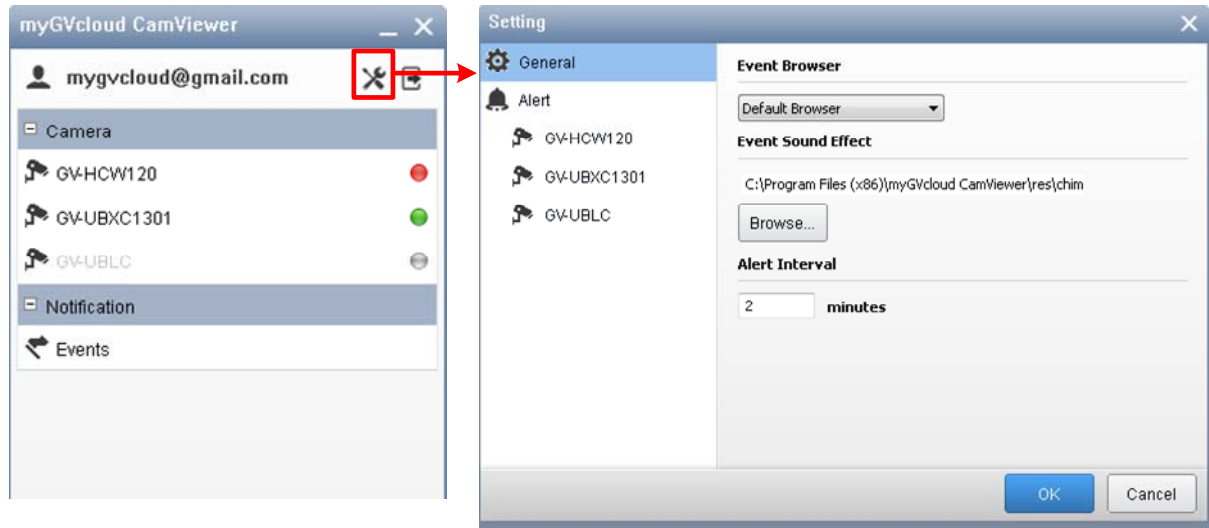 myGVcloud CamViewer
mygvcloud@gmail.com
Camera
GV-HCW120
GV-UBXC1301
GV-UBLC
Notification
Events
Setting
General
Alert
GV-HCW120
GV-UBXC1301
GV-UBLC
Event Browser
Default Browser
Event Sound Effect
C:\Program Files (x86)\myGVcloud CamViewer\res\chim
Browse...
Alert Interval
2 minutes
OK Cancel